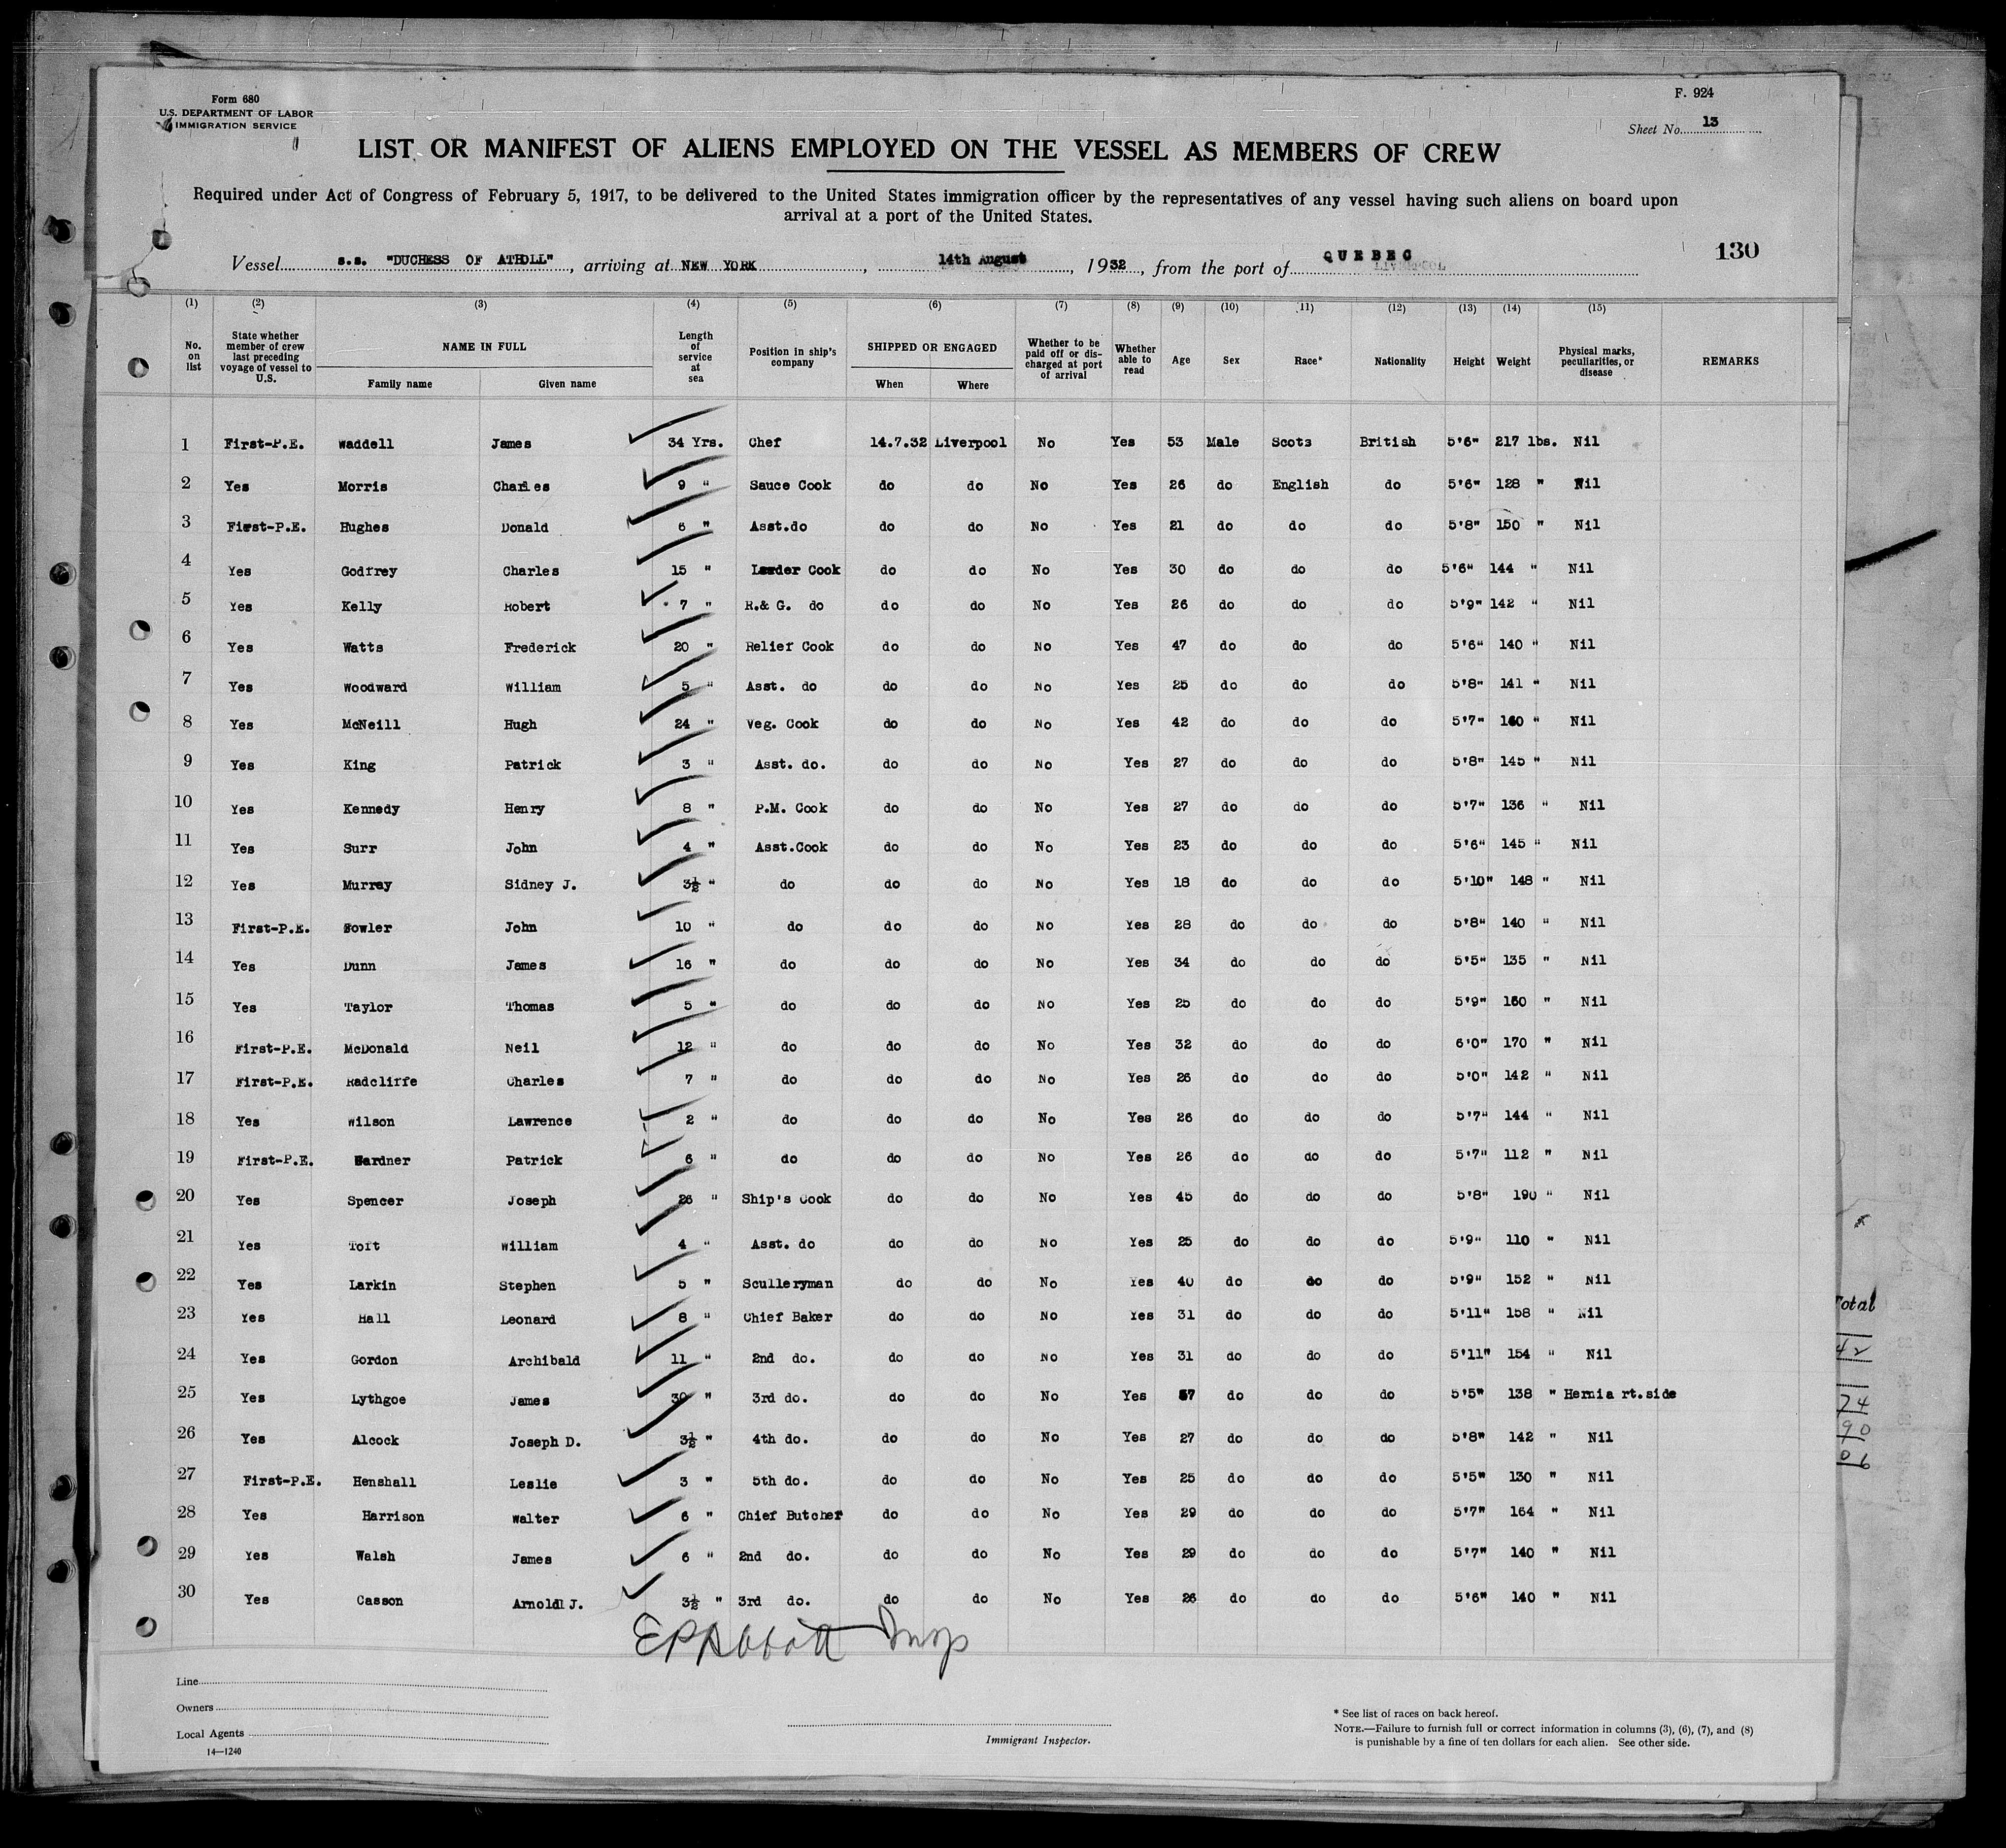 Form 680
U.S. DEPARTMENT OF LABOR
IMMIGRATION SERVICE
F. 924
Sheet No. 13
LIST OR MANIFEST OF ALIENS EMPLOYED ON THE VESSEL AS MEMBERS OF CREW
Required under Act of Congress of February 5, 1917, to be delivered to the United States immigration officer by the representatives of any vessel having such aliens on board upon
arrival at a port of the United States.
Vessel s.s. "DUCHESS OF ATHOLL", arriving at NEW YORK, 14th August, 1932, from the port of QUEBEC
130
(1) (2) (3) (4) (5) (6) (7) (8) (9) (10) (11) (12) (13) (14) (15)
No. on list State whether member of crew last preceding voyage of vessel to U.S. NAME IN FULL Family name Given name Length of service at sea Position in ship's company SHIPPED OR ENGAGED When Where Whether to be paid off or discharged at port of arrival Whether able to read Age Sex Race* Nationality Height Weight Physical marks, peculiarities, or disease REMARKS
1 First-P.E. Waddell James 34 Yrs. Chef 14.7.32 Liverpool No Yes 53 Male Scots British 5'6" 217 lbs. Nil
2 Yes Morris Charles 9 " Sauce Cook do do No Yes 26 do English do 5'6" 128 " Nil
3 First-P.E. Hughes Donald 6 " Asst.do do do No Yes 21 do do do 5'8" 150 " Nil
4 Yes Godfrey Charles 15 " Larder Cook do do No Yes 30 do do do 5'6" 144 " Nil
5 Yes Kelly Robert 7 " R.& G. do do do No Yes 26 do do do 5'9" 142 " Nil
6 Yes Watts Frederick 20 " Relief Cook do do No Yes 47 do do do 5'6" 140 " Nil
7 Yes Woodward William 5 " Asst. do do do No Yes 25 do do do 5'8" 141 " Nil
8 Yes McNeill Hugh 24 " Veg. Cook do do No Yes 42 do do do 5'7" 160 " Nil
9 Yes King Patrick 3 " Asst. do. do do No Yes 27 do do do 5'8" 145 " Nil
10 Yes Kennedy Henry 8 " P.M. Cook do do No Yes 27 do do do 5'7" 136 " Nil
11 Yes Surr John 4 " Asst.Cook do do No Yes 23 do do do 5'6" 145 " Nil
12 Yes Murray Sidney J. 3½ " do do do No Yes 18 do do do 5'10" 148 " Nil
13 First-P.E. Fowler John 10 " do do do No Yes 28 do do do 5'8" 140 " Nil
14 Yes Dunn James 16 " do do do No Yes 34 do do do 5'5" 135 " Nil
15 Yes Taylor Thomas 5 " do do do No Yes 25 do do do 5'9" 160 " Nil
16 First-P.E. McDonald Neil 12 " do do do No Yes 32 do do do 6'0" 170 " Nil
17 First-P.E. Radcliffe Charles 7 " do do do No Yes 26 do do do 5'0" 142 " Nil
18 Yes Wilson Lawrence 2 " do do do No Yes 26 do do do 5'7" 144 " Nil
19 First-P.E. Gardner Patrick 6 " do do do No Yes 26 do do do 5'7" 112 " Nil
20 Yes Spencer Joseph 26 " Ship's Cook do do No Yes 45 do do do 5'8" 190 " Nil
21 Yes Toft William 4 " Asst. do do do No Yes 25 do do do 5'9" 110 " Nil
22 Yes Larkin Stephen 5 " Sculleryman do do No Yes 40 do do do 5'9" 152 " Nil
23 Yes Hall Leonard 8 " Chief Baker do do No Yes 31 do do do 5'11" 158 " Nil
24 Yes Gordon Archibald 11 " 2nd do. do do No Yes 31 do do do 5'11" 154 " Nil
25 Yes Lythgoe James 30 " 3rd do. do do No Yes 57 do do do 5'5" 138 " Hernia rt.side
26 Yes Alcock Joseph D. 3½ " 4th do. do do No Yes 27 do do do 5'8" 142 " Nil
27 First-P.E. Henshall Leslie 3 " 5th do. do do No Yes 25 do do do 5'5" 130 " Nil
28 Yes Harrison Walter 6 " Chief Butcher do do No Yes 29 do do do 5'7" 164 " Nil
29 Yes Walsh James 6 " 2nd do. do do No Yes 29 do do do 5'7" 140 " Nil
30 Yes Casson Arnold J. 3½ " 3rd do. do do No Yes 26 do do do 5'6" 140 " Nil
Total
42
74
90
06
EPAbbott Insp
Line
Owners
Local Agents
14—1240
Immigrant Inspector.
* See list of races on back hereof.
NOTE.—Failure to furnish full or correct information in columns (3), (6), (7), and (8)
is punishable by a fine of ten dollars for each alien. See other side.